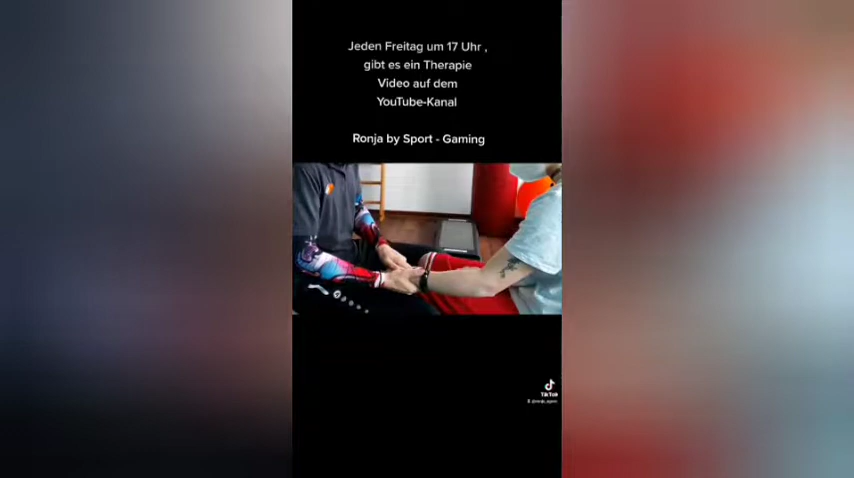 Jeden Freitag um 17 Uhr ,
gibt es ein Therapie
Video auf dem
YouTube-Kanal
Ronja by Sport - Gaming
TikTok